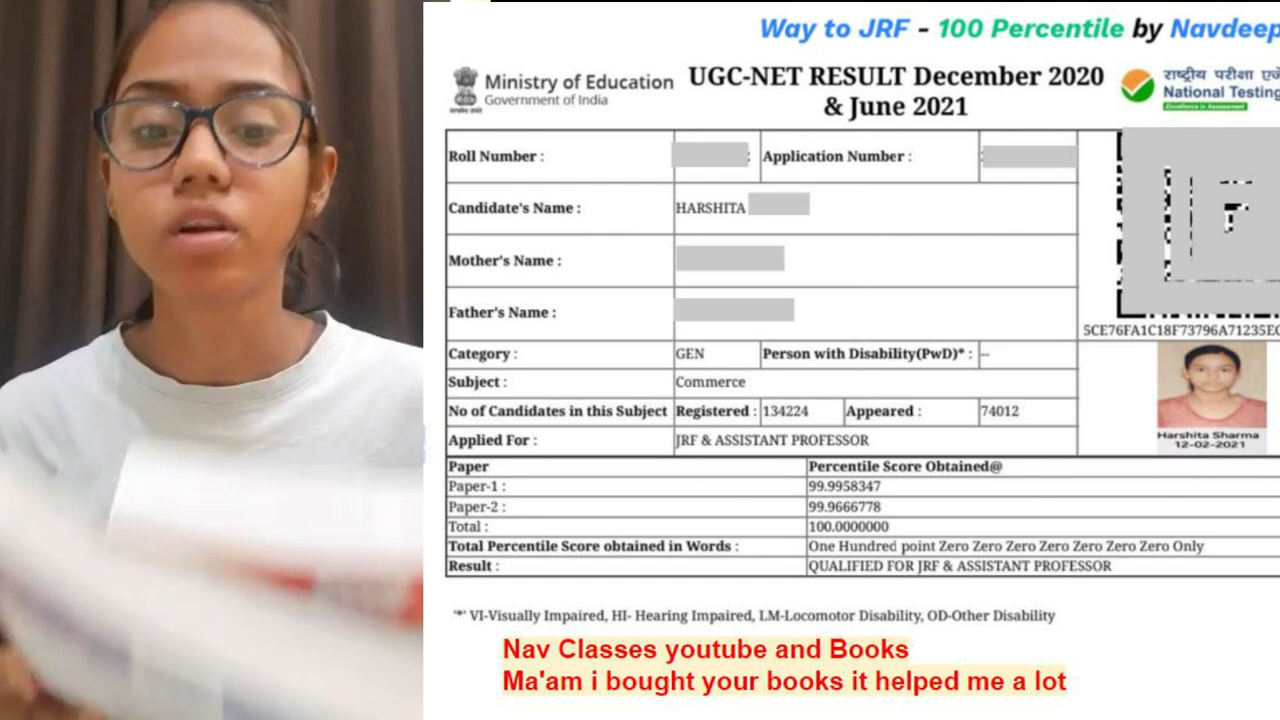 Way to JRF - 100 Percentile by Navdeep
Ministry of Education
Government of India
UGC-NET RESULT December 2020
& June 2021
राष्ट्रीय परीक्षा एजे
National Testing
Excellence in Assessment
Roll Number :
Application Number :
Candidate's Name :
HARSHITA
Mother's Name :
Father's Name :
5CE76FA1C18F73796A71235EC
Category :
GEN
Person with Disability(PwD)* :
--
Subject :
Commerce
No of Candidates in this Subject
Registered :
134224
Appeared :
74012
Harshita Sharma
12-02-2021
Applied For :
JRF & ASSISTANT PROFESSOR
Paper
Percentile Score Obtained@
Paper-1 :
99.9958347
Paper-2 :
99.9666778
Total :
100.0000000
Total Percentile Score obtained in Words :
One Hundred point Zero Zero Zero Zero Zero Zero Zero Only
Result :
QUALIFIED FOR JRF & ASSISTANT PROFESSOR
'*' VI-Visually Impaired, HI- Hearing Impaired, LM-Locomotor Disability, OD-Other Disability
Nav Classes youtube and Books
Ma'am i bought your books it helped me a lot